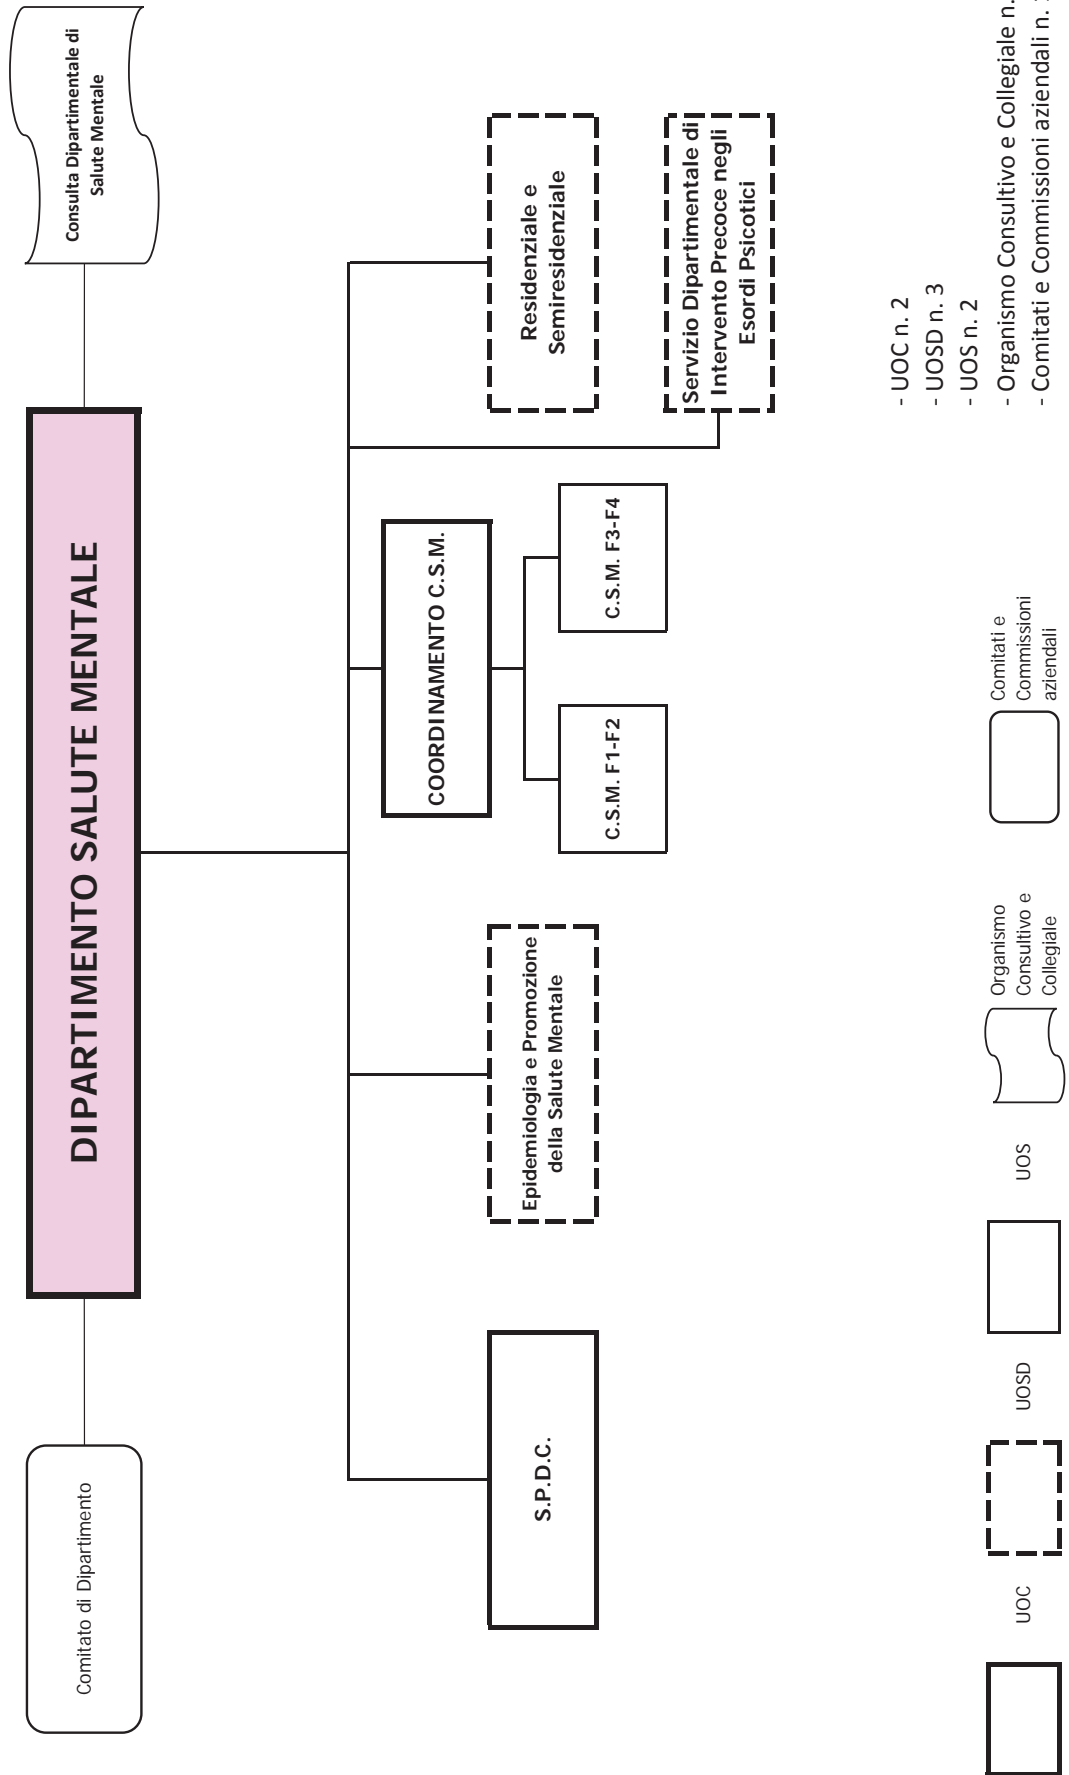 Comitato di Dipartimento
DIPARTIMENTO SALUTE MENTALE
Consulta Dipartimentale di
Salute Mentale
S.P.D.C.
Epidemiologia e Promozione
della Salute Mentale
COORDINAMENTO C.S.M.
C.S.M. F1-F2
C.S.M. F3-F4
Residenziale e
Semiresidenziale
Servizio Dipartimentale di
Intervento Precoce negli
Esordi Psicotici
- UOC n. 2
- UOSD n. 3
- UOS n. 2
- Organismo Consultivo e Collegiale n.
- Comitati e Commissioni aziendali n.
UOC
UOSD
UOS
Organismo
Consultivo e
Collegiale
Comitati e
Commissioni
aziendali